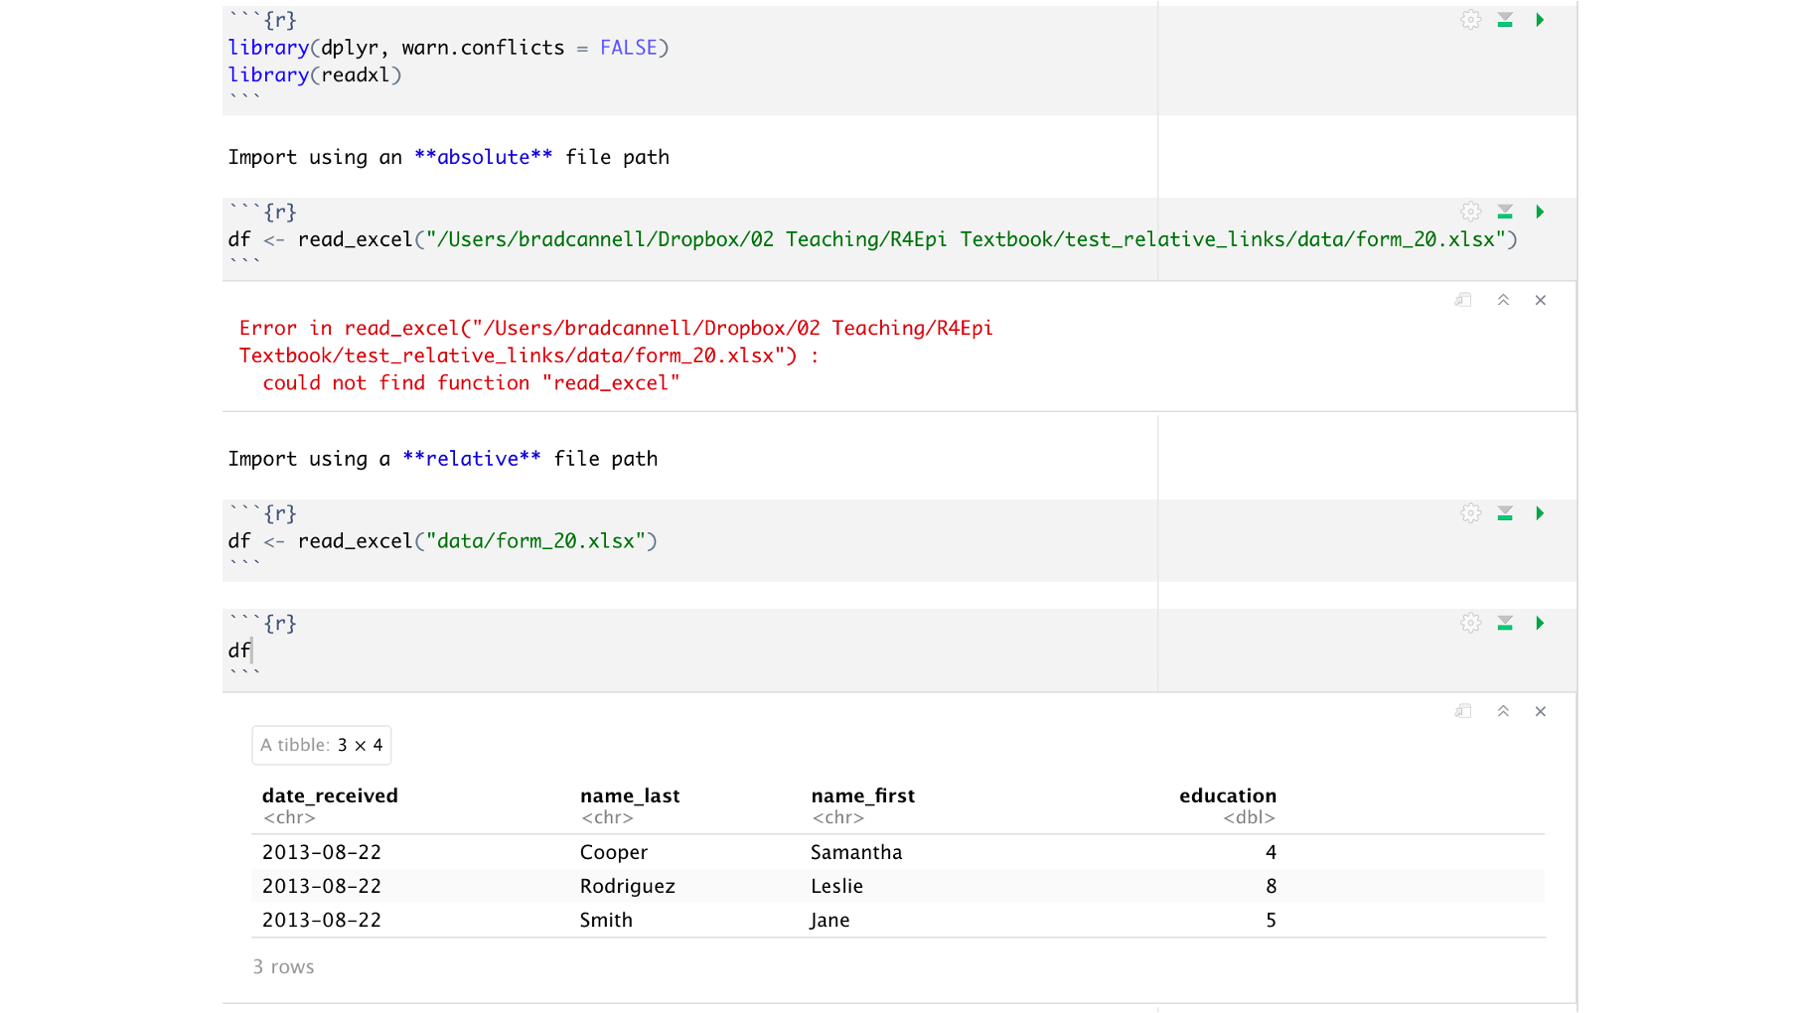 ```{r}
library(dplyr, warn.conflicts = FALSE)
library(readxl)
```
Import using an **absolute** file path
```{r}
df <- read_excel("/Users/bradcannell/Dropbox/02 Teaching/R4Epi Textbook/test_relative_links/data/form_20.xlsx")
```
Error in read_excel("/Users/bradcannell/Dropbox/02 Teaching/R4Epi
Textbook/test_relative_links/data/form_20.xlsx") :
could not find function "read_excel"
Import using a **relative** file path
```{r}
df <- read_excel("data/form_20.xlsx")
```
```{r}
df
```
A tibble: 3 × 4
date_received name_last name_first education
<chr> <chr> <chr> <dbl>
2013-08-22 Cooper Samantha 4
2013-08-22 Rodriguez Leslie 8
2013-08-22 Smith Jane 5
3 rows